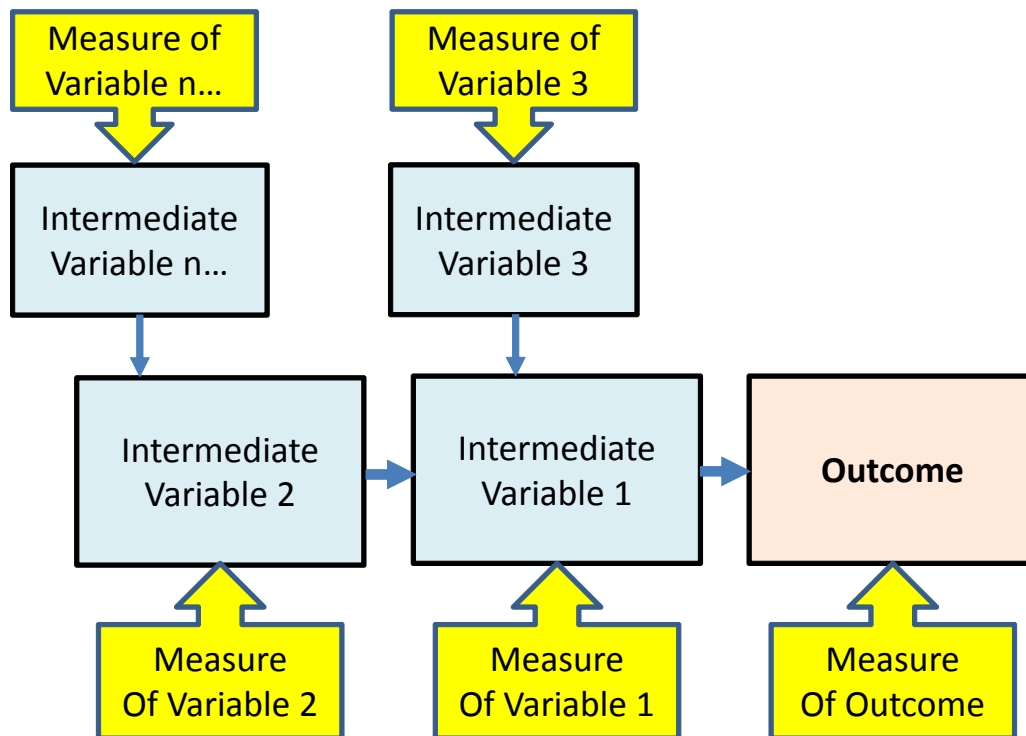 Measure of
Variable n...
Measure of
Variable 3
Intermediate
Variable n...
Intermediate
Variable 3
Intermediate
Variable 2
Intermediate
Variable 1
Outcome
Measure
Of Variable 2
Measure
Of Variable 1
Measure
Of Outcome